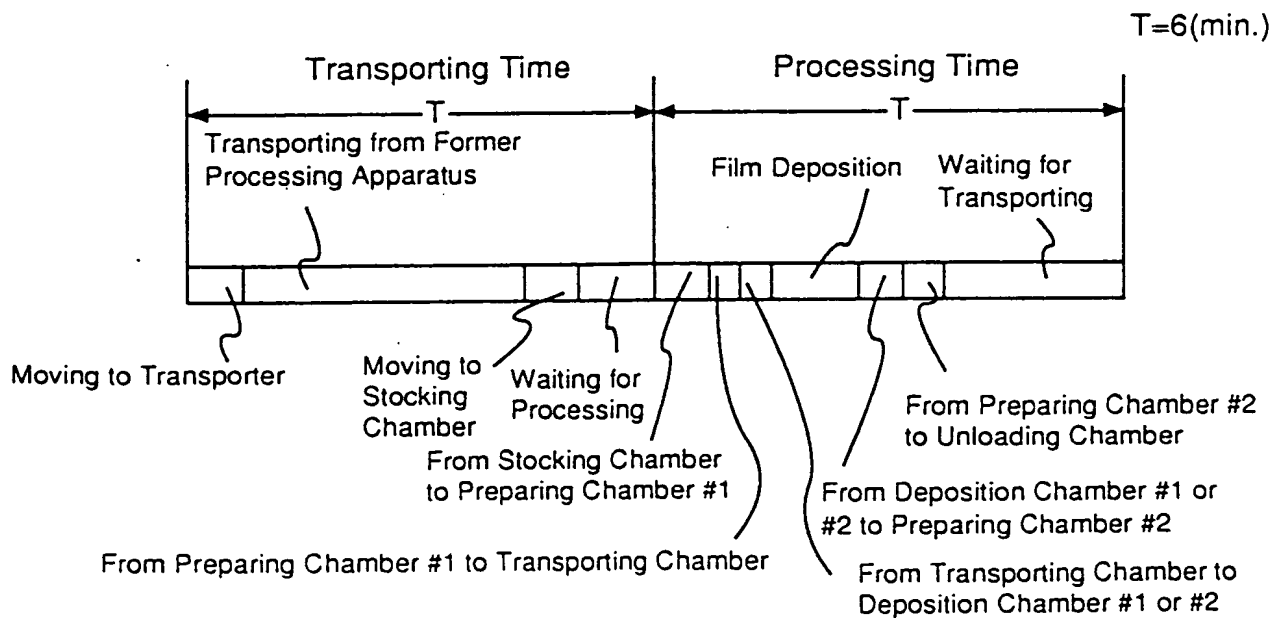 T=6(min.)
Transporting Time
Processing Time
T
T
Transporting from Former
Processing Apparatus
Film Deposition
Waiting for
Transporting
Moving to Transporter
Moving to
Stocking
Chamber
Waiting for
Processing
From Preparing Chamber #2
to Unloading Chamber
From Stocking Chamber
to Preparing Chamber #1
From Deposition Chamber #1 or
#2 to Preparing Chamber #2
From Preparing Chamber #1 to Transporting Chamber
From Transporting Chamber to
Deposition Chamber #1 or #2